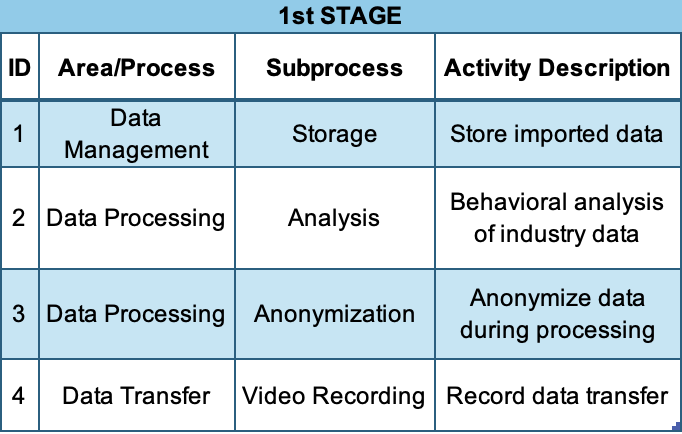 1st STAGE
ID Area/Process Subprocess Activity Description
1 Data Management Storage Store imported data
2 Data Processing Analysis Behavioral analysis of industry data
3 Data Processing Anonymization Anonymize data during processing
4 Data Transfer Video Recording Record data transfer